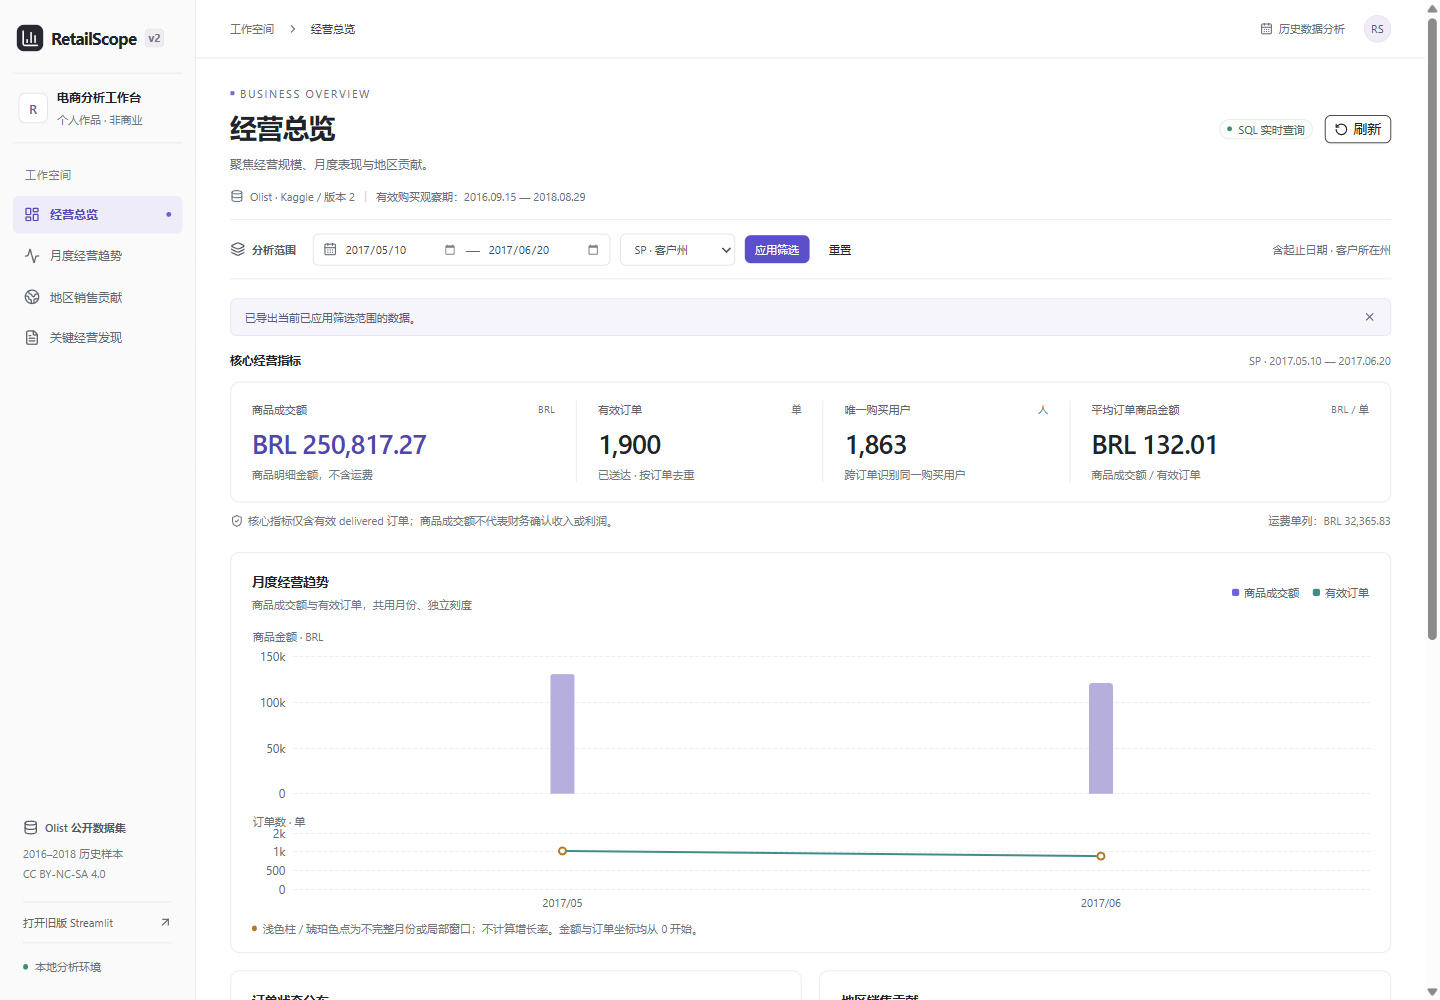 RetailScope v2
R
电商分析工作台
个人作品 · 非商业
工作空间
经营总览
月度经营趋势
地区销售贡献
关键经营发现
Olist 公开数据集
2016–2018 历史样本
CC BY-NC-SA 4.0
打开旧版 Streamlit
本地分析环境
工作空间 > 经营总览
历史数据分析
RS
BUSINESS OVERVIEW
经营总览
聚焦经营规模、月度表现与地区贡献。
SQL 实时查询
刷新
Olist · Kaggle / 版本 2 | 有效购买观察期：2016.09.15 — 2018.08.29
分析范围
2017/05/10 — 2017/06/20
SP · 客户州
应用筛选
重置
含起止日期 · 客户所在州
已导出当前已应用筛选范围的数据。
核心经营指标
SP · 2017.05.10 — 2017.06.20
商品成交额 BRL
BRL 250,817.27
商品明细金额，不含运费
有效订单 单
1,900
已送达 · 按订单去重
唯一购买用户 人
1,863
跨订单识别同一购买用户
平均订单商品金额 BRL / 单
BRL 132.01
商品成交额 / 有效订单
核心指标仅含有效 delivered 订单；商品成交额不代表财务确认收入或利润。
运费单列：BRL 32,365.83
月度经营趋势
商品成交额与有效订单，共用月份、独立刻度
商品成交额 有效订单
商品金额 · BRL
150k
100k
50k
0
订单数 · 单
2k
1k
500
0
2017/05 2017/06
浅色柱 / 琥珀色点为不完整月份或局部窗口；不计算增长率。金额与订单坐标均从 0 开始。
订单状态分布
地区销售贡献